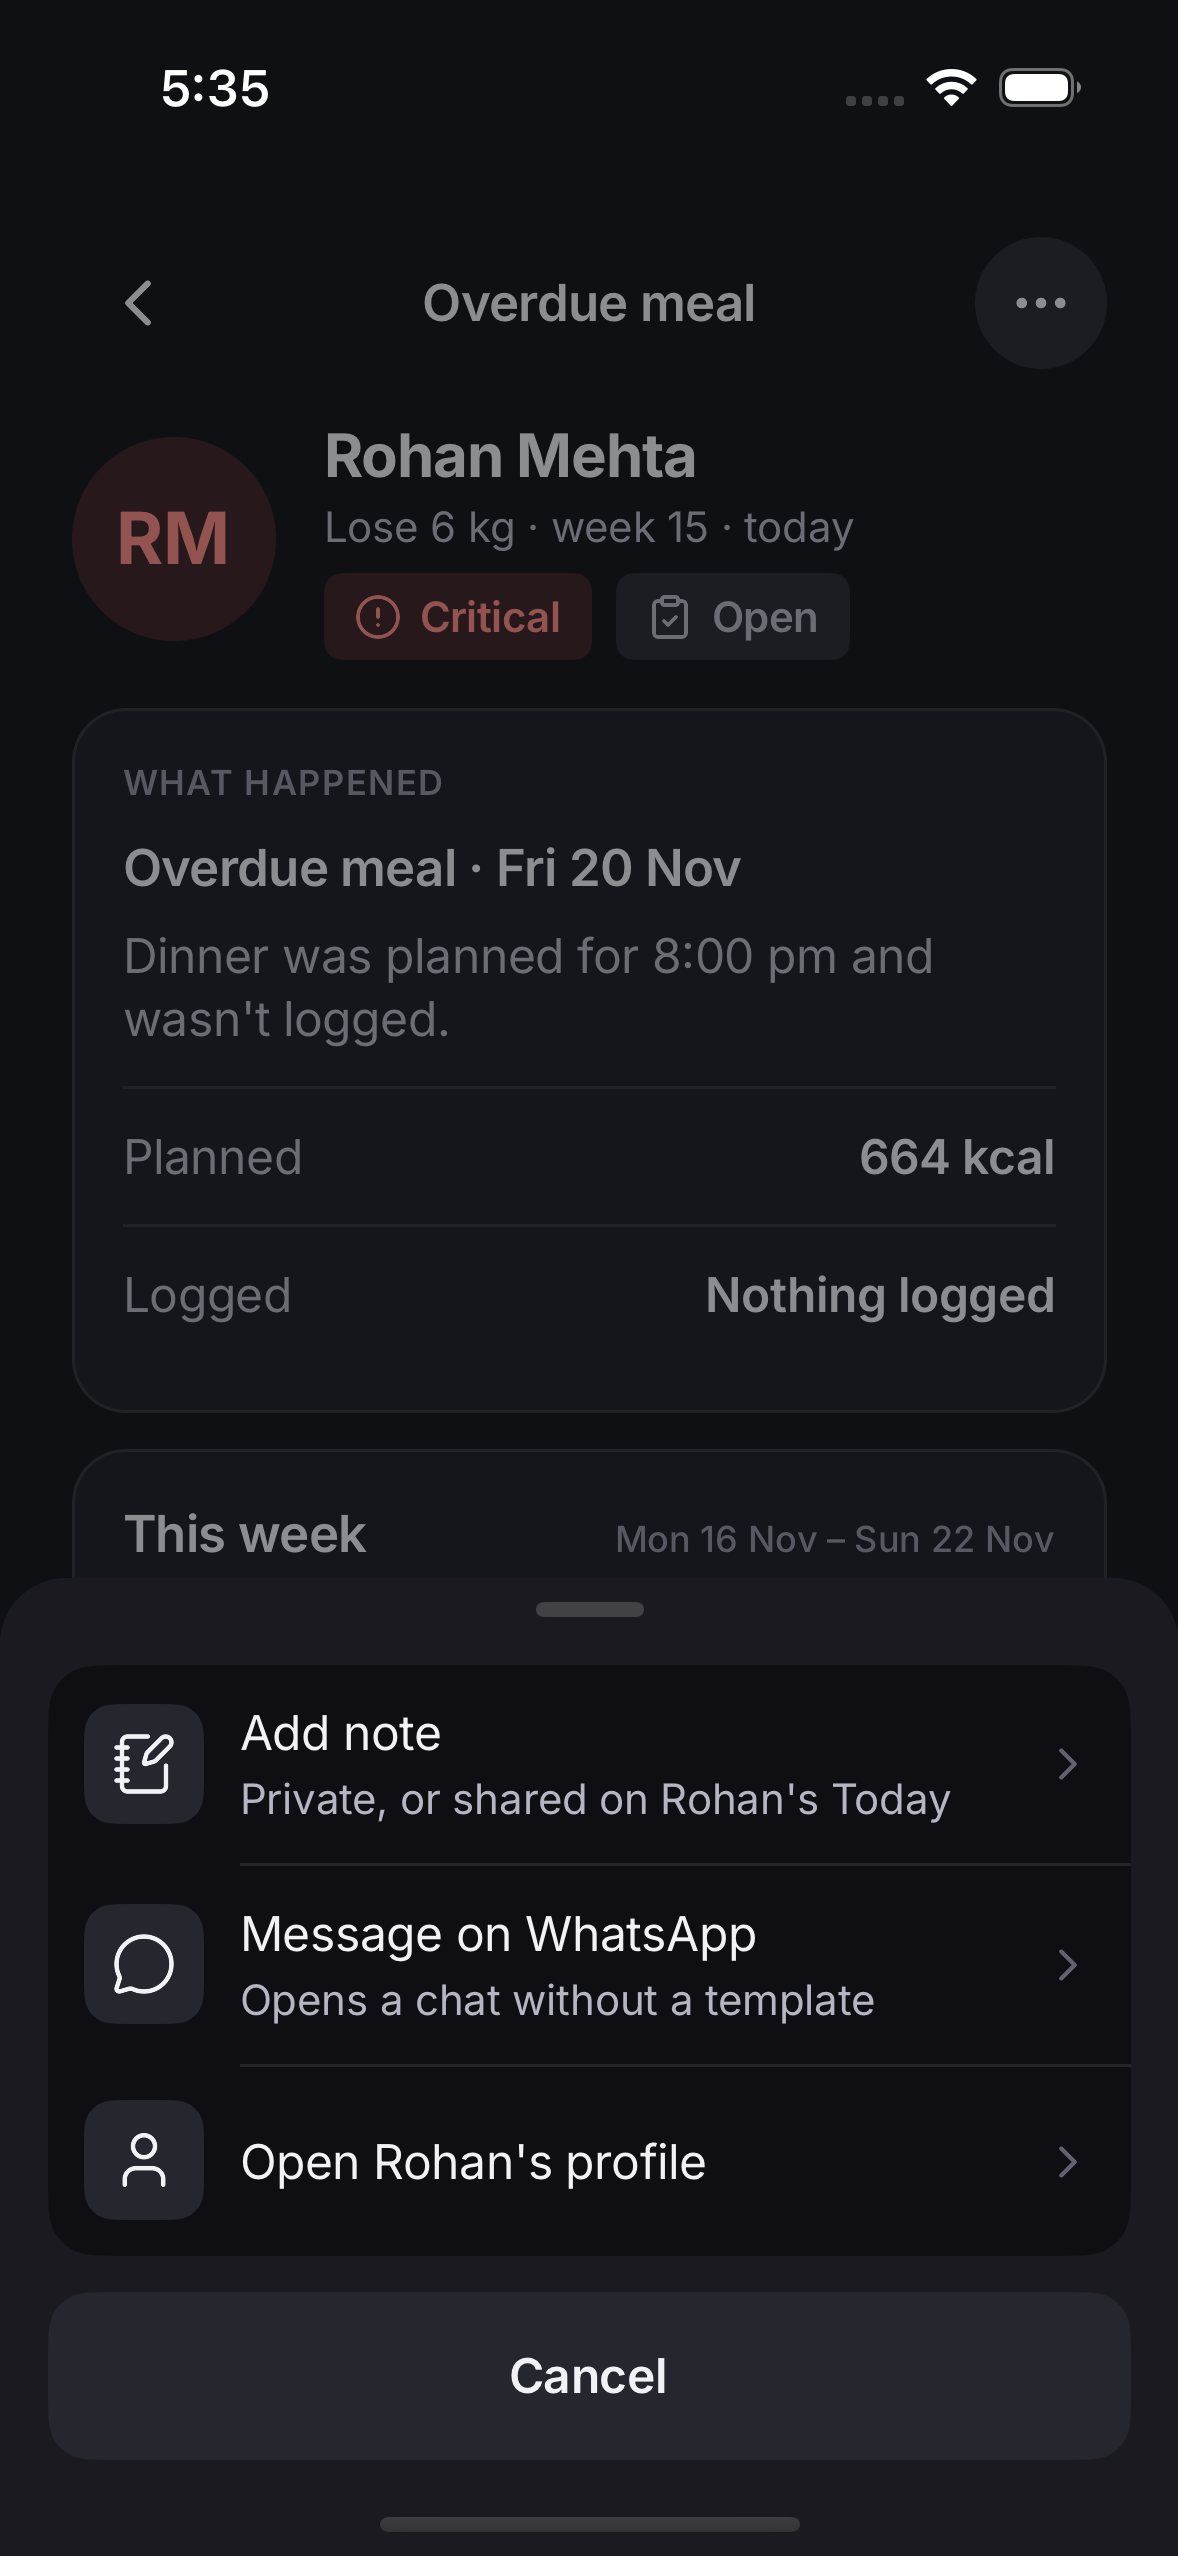 5:35
Overdue meal
RM
Rohan Mehta
Lose 6 kg · week 15 · today
Critical
Open
WHAT HAPPENED
Overdue meal · Fri 20 Nov
Dinner was planned for 8:00 pm and
wasn't logged.
Planned
664 kcal
Logged
Nothing logged
This week
Mon 16 Nov – Sun 22 Nov
Add note
Private, or shared on Rohan's Today
Message on WhatsApp
Opens a chat without a template
Open Rohan's profile
Cancel